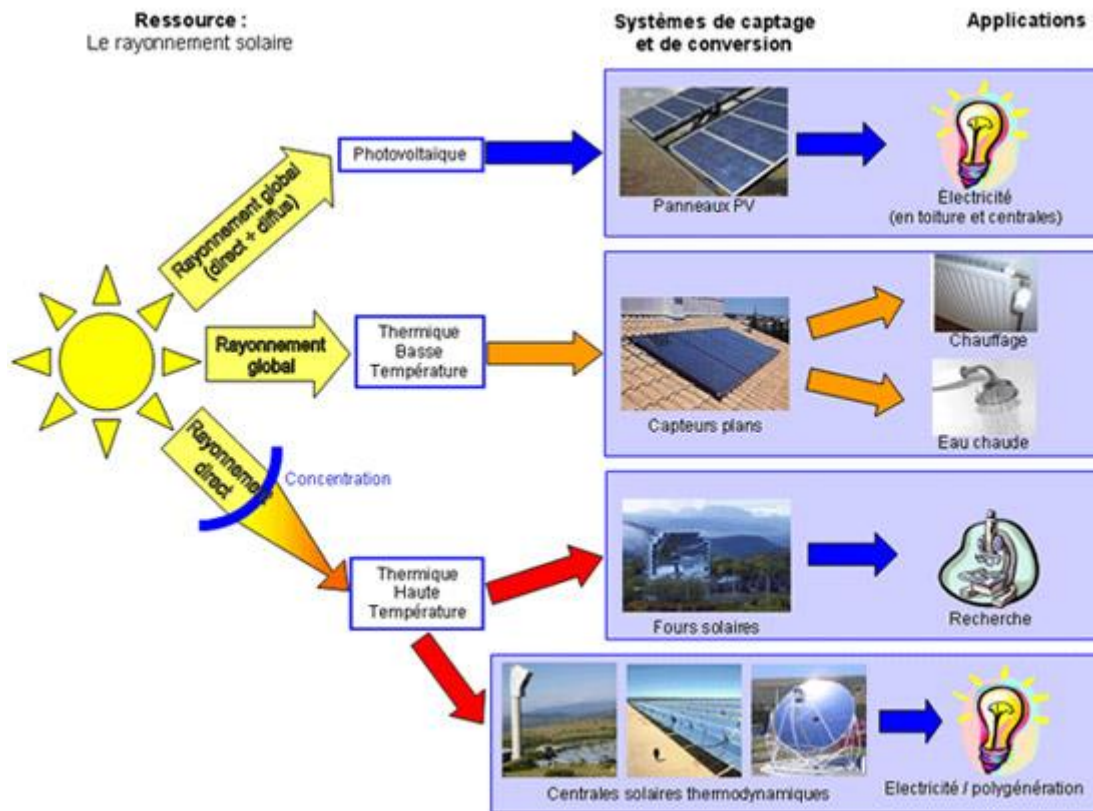 Ressource :
Le rayonnement solaire
Systèmes de captage
et de conversion
Applications
Photovoltaïque
Rayonnement global
(direct + diffus)
Panneaux PV
Électricité
(en toiture et centrales)
Rayonnement
global
Thermique
Basse
Température
Capteurs plans
Chauffage
Eau chaude
Rayonnement
direct
Concentration
Thermique
Haute
Température
Fours solaires
Recherche
Centrales solaires thermodynamiques
Electricité / polygénération